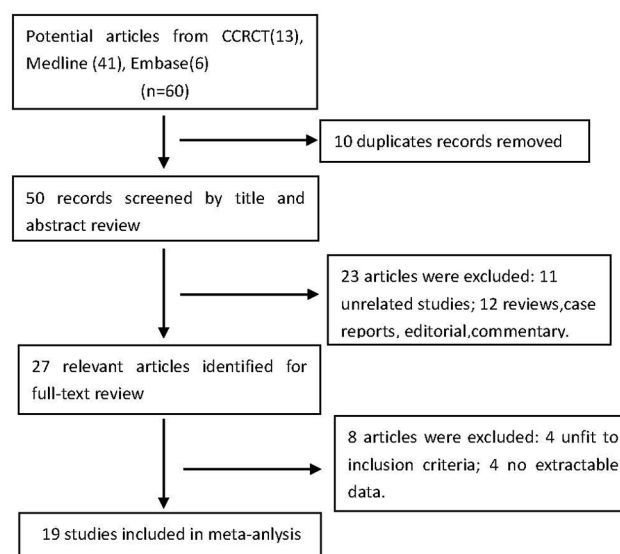 Potential articles from CCRCT(13),
Medline (41), Embase(6)
(n=60)
10 duplicates records removed
50 records screened by title and
abstract review
23 articles were excluded: 11
unrelated studies; 12 reviews,case
reports, editorial,commentary.
27 relevant articles identified for
full-text review
8 articles were excluded: 4 unfit to
inclusion criteria; 4 no extractable
data.
19 studies included in meta-anlysis